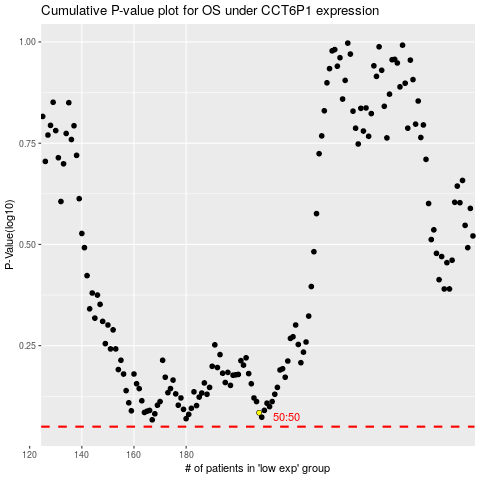 Cumulative P-value plot for OS under CCT6P1 expression
P-Value(log10)
1.00
0.75
0.50
0.25
50:50
120 140 160 180
# of patients in 'low exp' group